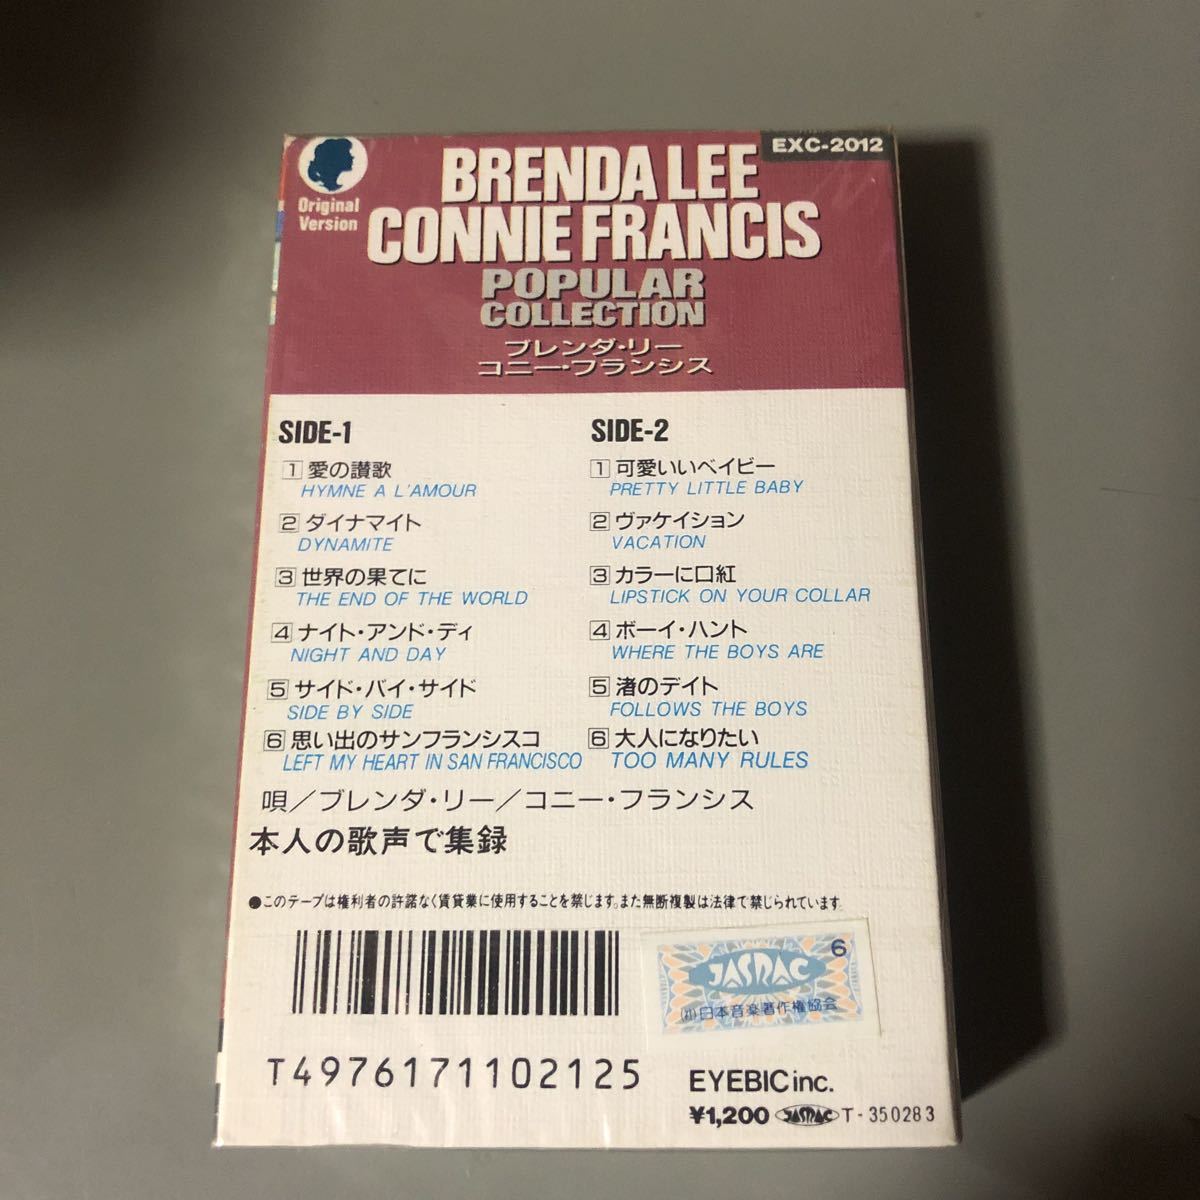 Original
Version
EXC-2012
BRENDA LEE
CONNIE FRANCIS
POPULAR
COLLECTION
ブレンダ・リー
コニー・フランシス
SIDE-1
1 愛の讃歌
HYMNE A L'AMOUR
2 ダイナマイト
DYNAMITE
3 世界の果てに
THE END OF THE WORLD
4 ナイト・アンド・ディ
NIGHT AND DAY
5 サイド・バイ・サイド
SIDE BY SIDE
6 思い出のサンフランシスコ
LEFT MY HEART IN SAN FRANCISCO
SIDE-2
1 可愛いいベイビー
PRETTY LITTLE BABY
2 ヴァケイション
VACATION
3 カラーに口紅
LIPSTICK ON YOUR COLLAR
4 ボーイ・ハント
WHERE THE BOYS ARE
5 渚のデイト
FOLLOWS THE BOYS
6 大人になりたい
TOO MANY RULES
唄／ブレンダ・リー／コニー・フランシス
本人の歌声で集録
●このテープは権利者の許諾なく賃貸業に使用することを禁じます。また無断複製は法律で禁じられています
6
JASRAC
(社)日本音楽著作権協会
T4976171102125
EYEBIC inc.
¥1,200 JASRAC T-350283